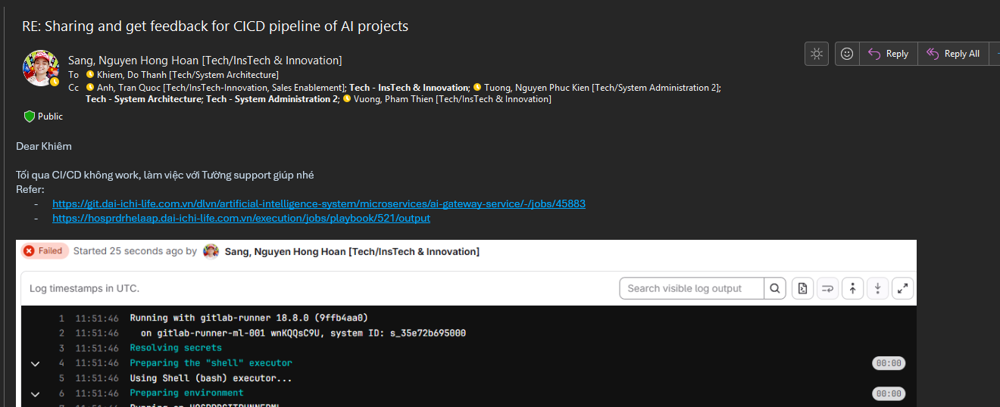 RE: Sharing and get feedback for CICD pipeline of AI projects
Sang, Nguyen Hong Hoan [Tech/InsTech & Innovation]
To Khiem, Do Thanh [Tech/System Architecture]
Cc Anh, Tran Quoc [Tech/InsTech-Innovation, Sales Enablement]; Tech - InsTech & Innovation; Tuong, Nguyen Phuc Kien [Tech/System Administration 2];
Tech - System Architecture; Tech - System Administration 2; Vuong, Pham Thien [Tech/InsTech & Innovation]
Reply
Reply All
Public
Dear Khiêm
Tối qua CI/CD không work, làm việc với Tường support giúp nhé
Refer:
- https://git.dai-ichi-life.com.vn/dlvn/artificial-intelligence-system/microservices/ai-gateway-service/-/jobs/45883
- https://hosprdrhelaap.dai-ichi-life.com.vn/execution/jobs/playbook/521/output
Failed Started 25 seconds ago by Sang, Nguyen Hong Hoan [Tech/InsTech & Innovation]
Log timestamps in UTC.
Search visible log output
1 11:51:46 Running with gitlab-runner 18.8.0 (9ffb4aa0)
2 11:51:46 on gitlab-runner-ml-001 wnKQQsC9U, system ID: s_35e72b695000
3 11:51:46 Resolving secrets
4 11:51:46 Preparing the "shell" executor 00:00
5 11:51:46 Using Shell (bash) executor...
6 11:51:46 Preparing environment 00:00
7 11:51:46 Running on